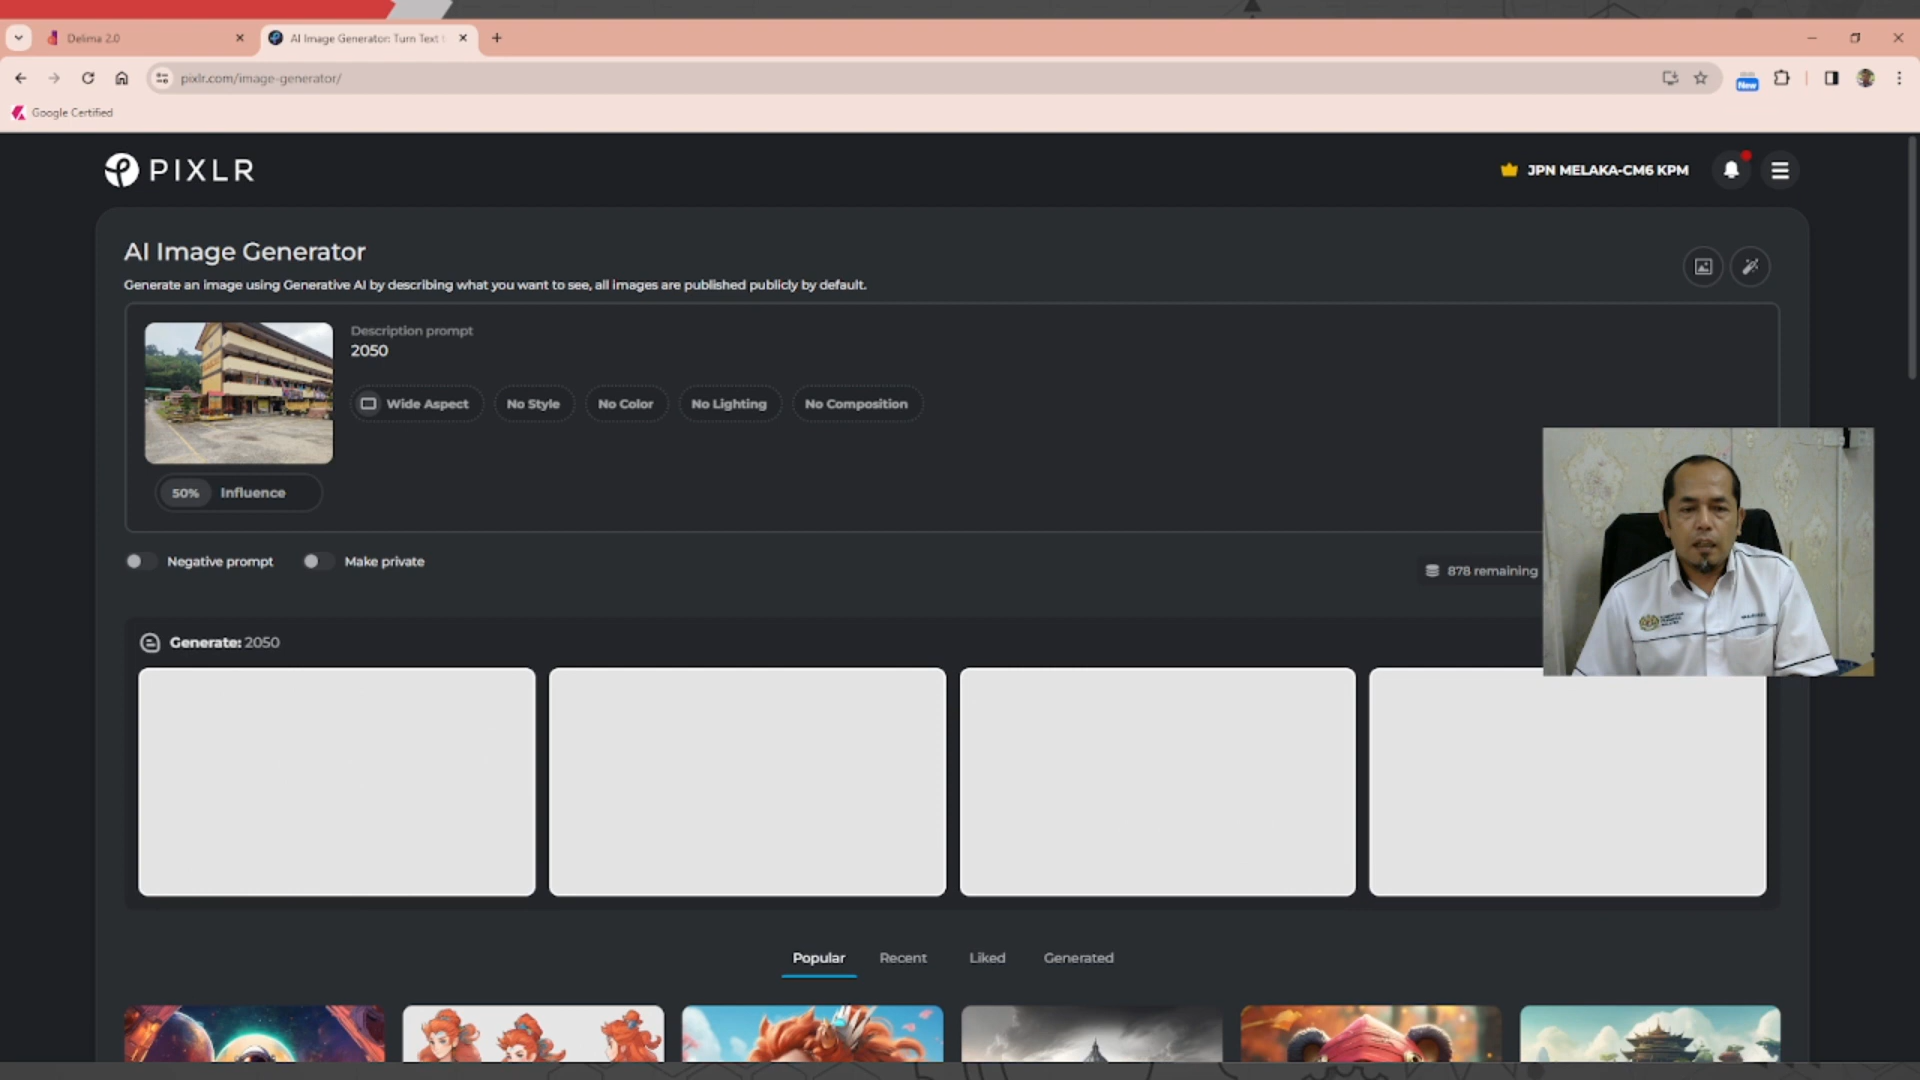 Delima 2.0
AI Image Generator: Turn Text t
pixlr.com/image-generator/
New
Google Certified
PIXLR
JPN MELAKA-CM6 KPM
AI Image Generator
Generate an image using Generative AI by describing what you want to see, all images are published publicly by default.
Description prompt
2050
Wide Aspect
No Style
No Color
No Lighting
No Composition
50%
Influence
Negative prompt
Make private
878 remaining
Generate: 2050
Popular
Recent
Liked
Generated